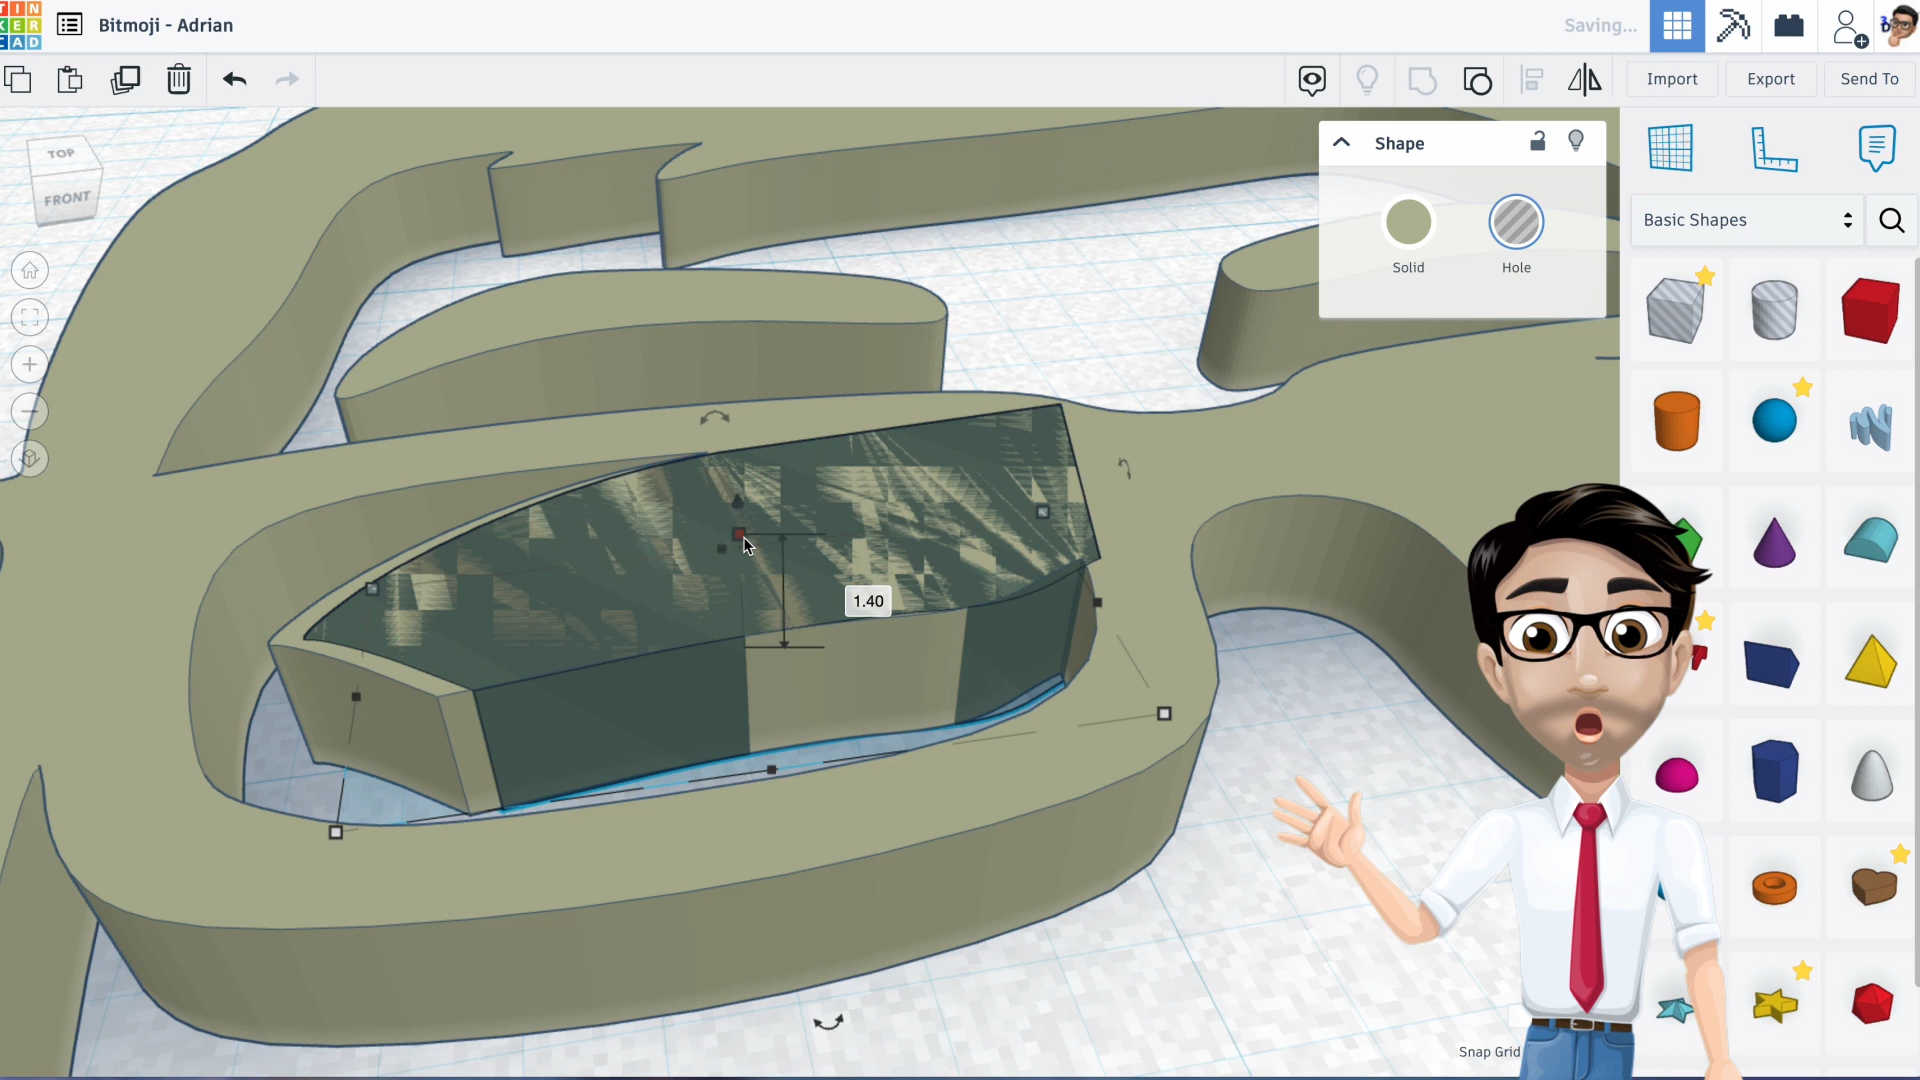 TIN
KER
CAD
Bitmoji - Adrian
Saving...
Import
Export
Send To
TOP
FRONT
Shape
Solid
Hole
Basic Shapes
1.40
Snap Grid